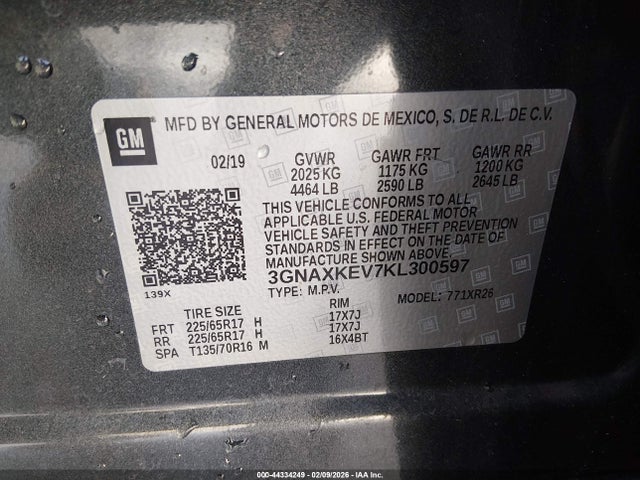 GM
MFD BY GENERAL MOTORS DE MEXICO, S. DE R.L. DE C.V.
02/19 GVWR GAWR FRT GAWR RR
2025 KG 1175 KG 1200 KG
4464 LB 2590 LB 2645 LB
THIS VEHICLE CONFORMS TO ALL
APPLICABLE U.S. FEDERAL MOTOR
VEHICLE SAFETY AND THEFT PREVENTION
STANDARDS IN EFFECT ON THE DATE OF
MANUFACTURE SHOWN ABOVE.
3GNAXKEV7KL300597
139X TYPE: M.P.V. MODEL: 771XR26
TIRE SIZE RIM
FRT 225/65R17 H 17X7J
RR 225/65R17 H 17X7J
SPA T135/70R16 M 16X4BT
000-44334249 - 02/09/2026 - IAA Inc.